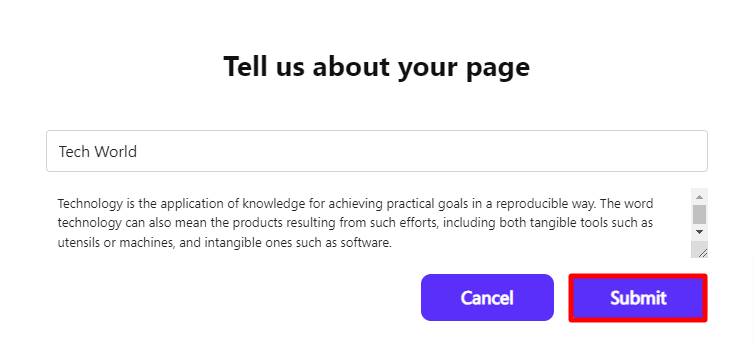 Tell us about your page
Tech World
Technology is the application of knowledge for achieving practical goals in a reproducible way. The word
technology can also mean the products resulting from such efforts, including both tangible tools such as
utensils or machines, and intangible ones such as software.
Cancel Submit